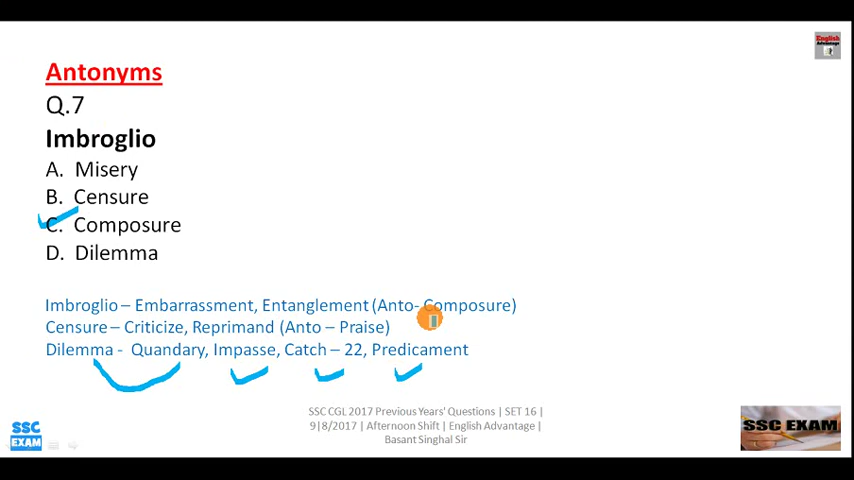 English
Advantage
Antonyms
Q.7
Imbroglio
A. Misery
B. Censure
C. Composure
D. Dilemma
Imbroglio – Embarrassment, Entanglement (Anto- Composure)
Censure – Criticize, Reprimand (Anto – Praise)
Dilemma - Quandary, Impasse, Catch – 22, Predicament
SSC CGL 2017 Previous Years' Questions | SET 16 |
9|8/2017 | Afternoon Shift | English Advantage |
Basant Singhal Sir
SSC
EXAM
SSC EXAM